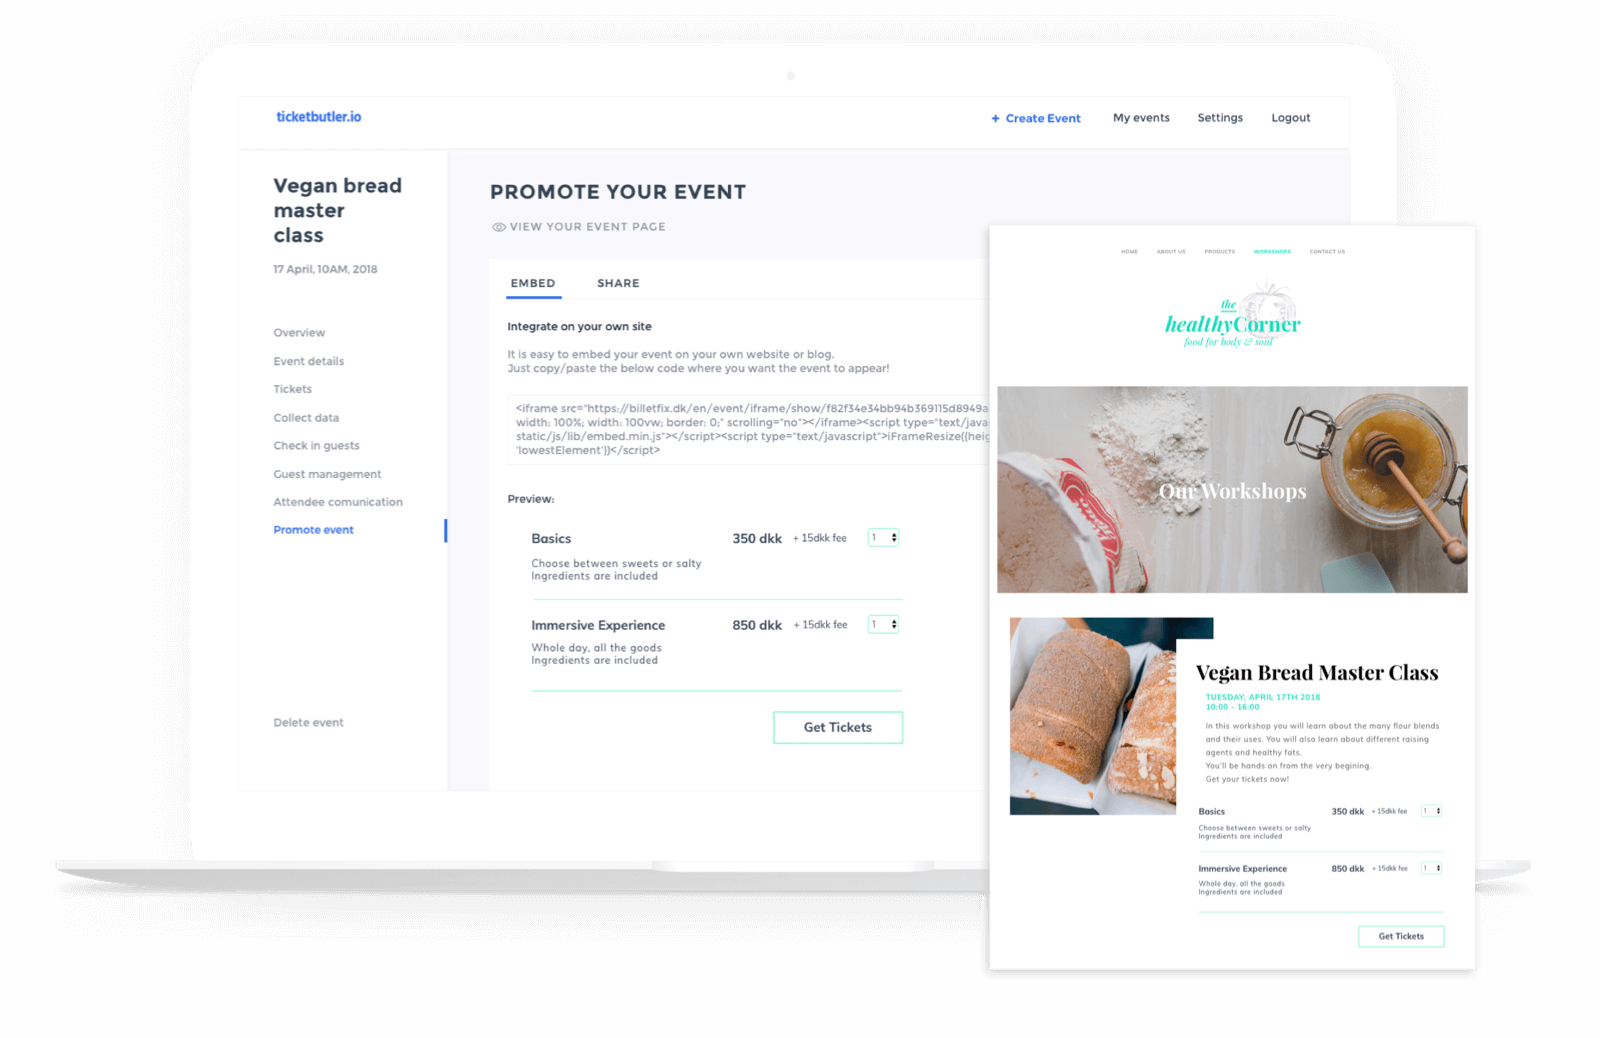 ticketbutler.io
+ Create Event
My events
Settings
Logout
Vegan bread
master
class
17 April, 10AM, 2018
Overview
Event details
Tickets
Collect data
Check in guests
Guest management
Attendee comunication
Promote event
Delete event
PROMOTE YOUR EVENT
VIEW YOUR EVENT PAGE
EMBED
SHARE
Integrate on your own site
It is easy to embed your event on your own website or blog.
Just copy/paste the below code where you want the event to appear!
<iframe src="https://billetfix.dk/en/event/iframe/show/f82f34e34bb94b369115d8949a
width: 100%; width: 100vw; border: 0;" scrolling="no"></iframe><script type="text/java
static/js/lib/embed.min.js"></script><script type="text/javascript">iFrameResize({heig
'lowestElement'})</script>
Preview:
Basics 350 dkk + 15dkk fee 1
Choose between sweets or salty
Ingredients are included
Immersive Experience 850 dkk + 15dkk fee 1
Whole day, all the goods
Ingredients are included
Get Tickets
HOME ABOUT US PRODUCTS WORKSHOPS CONTACT US
the
healthyCorner
food for body & soul
Our Workshops
Vegan Bread Master Class
TUESDAY, APRIL 17TH 2018
10:00 - 16:00
In this workshop you will learn about the many flour blends
and their uses. You will also learn about different raising
agents and healthy fats.
You'll be hands on from the very begining.
Get your tickets now!
Basics 350 dkk + 15dkk fee 1
Choose between sweets or salty
Ingredients are included
Immersive Experience 850 dkk + 15dkk fee 1
Whole day, all the goods
Ingredients are included
Get Tickets